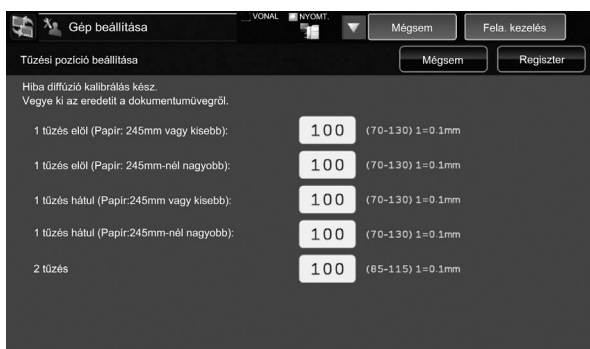 Gép beállítása
VONAL
NYOMT.
Mégsem
Fela. kezelés
Tűzési pozíció beállítása
Mégsem
Regiszter
Hiba diffúzió kalibrálás kész.
Vegye ki az eredetit a dokumentumüvegről.
1 tűzés elöl (Papír: 245mm vagy kisebb): 100 (70-130) 1=0.1mm
1 tűzés elöl (Papír: 245mm-nél nagyobb): 100 (70-130) 1=0.1mm
1 tűzés hátul (Papír:245mm vagy kisebb): 100 (70-130) 1=0.1mm
1 tűzés hátul (Papír:245mm-nél nagyobb): 100 (70-130) 1=0.1mm
2 tűzés 100 (85-115) 1=0.1mm